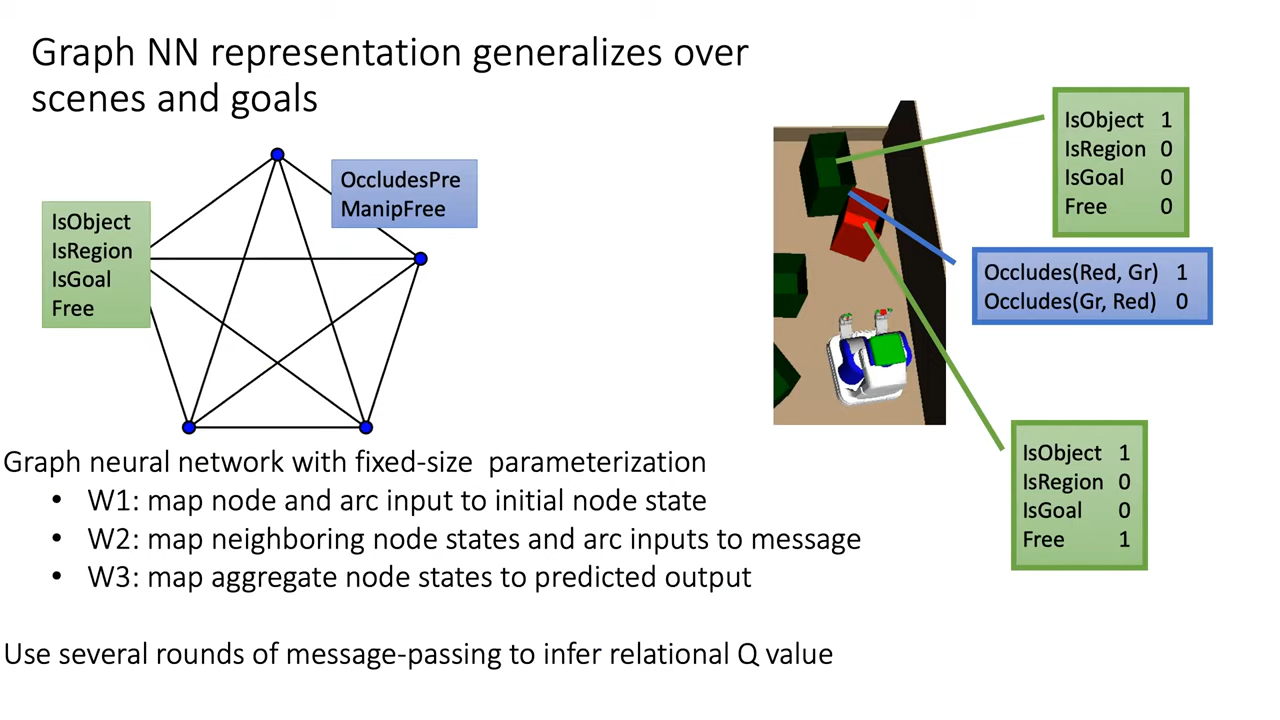 Graph NN representation generalizes over
scenes and goals
IsObject
IsRegion
IsGoal
Free
OccludesPre
ManipFree
IsObject 1
IsRegion 0
IsGoal 0
Free 0
Occludes(Red, Gr) 1
Occludes(Gr, Red) 0
IsObject 1
IsRegion 0
IsGoal 0
Free 1
Graph neural network with fixed-size parameterization
• W1: map node and arc input to initial node state
• W2: map neighboring node states and arc inputs to message
• W3: map aggregate node states to predicted output
Use several rounds of message-passing to infer relational Q value